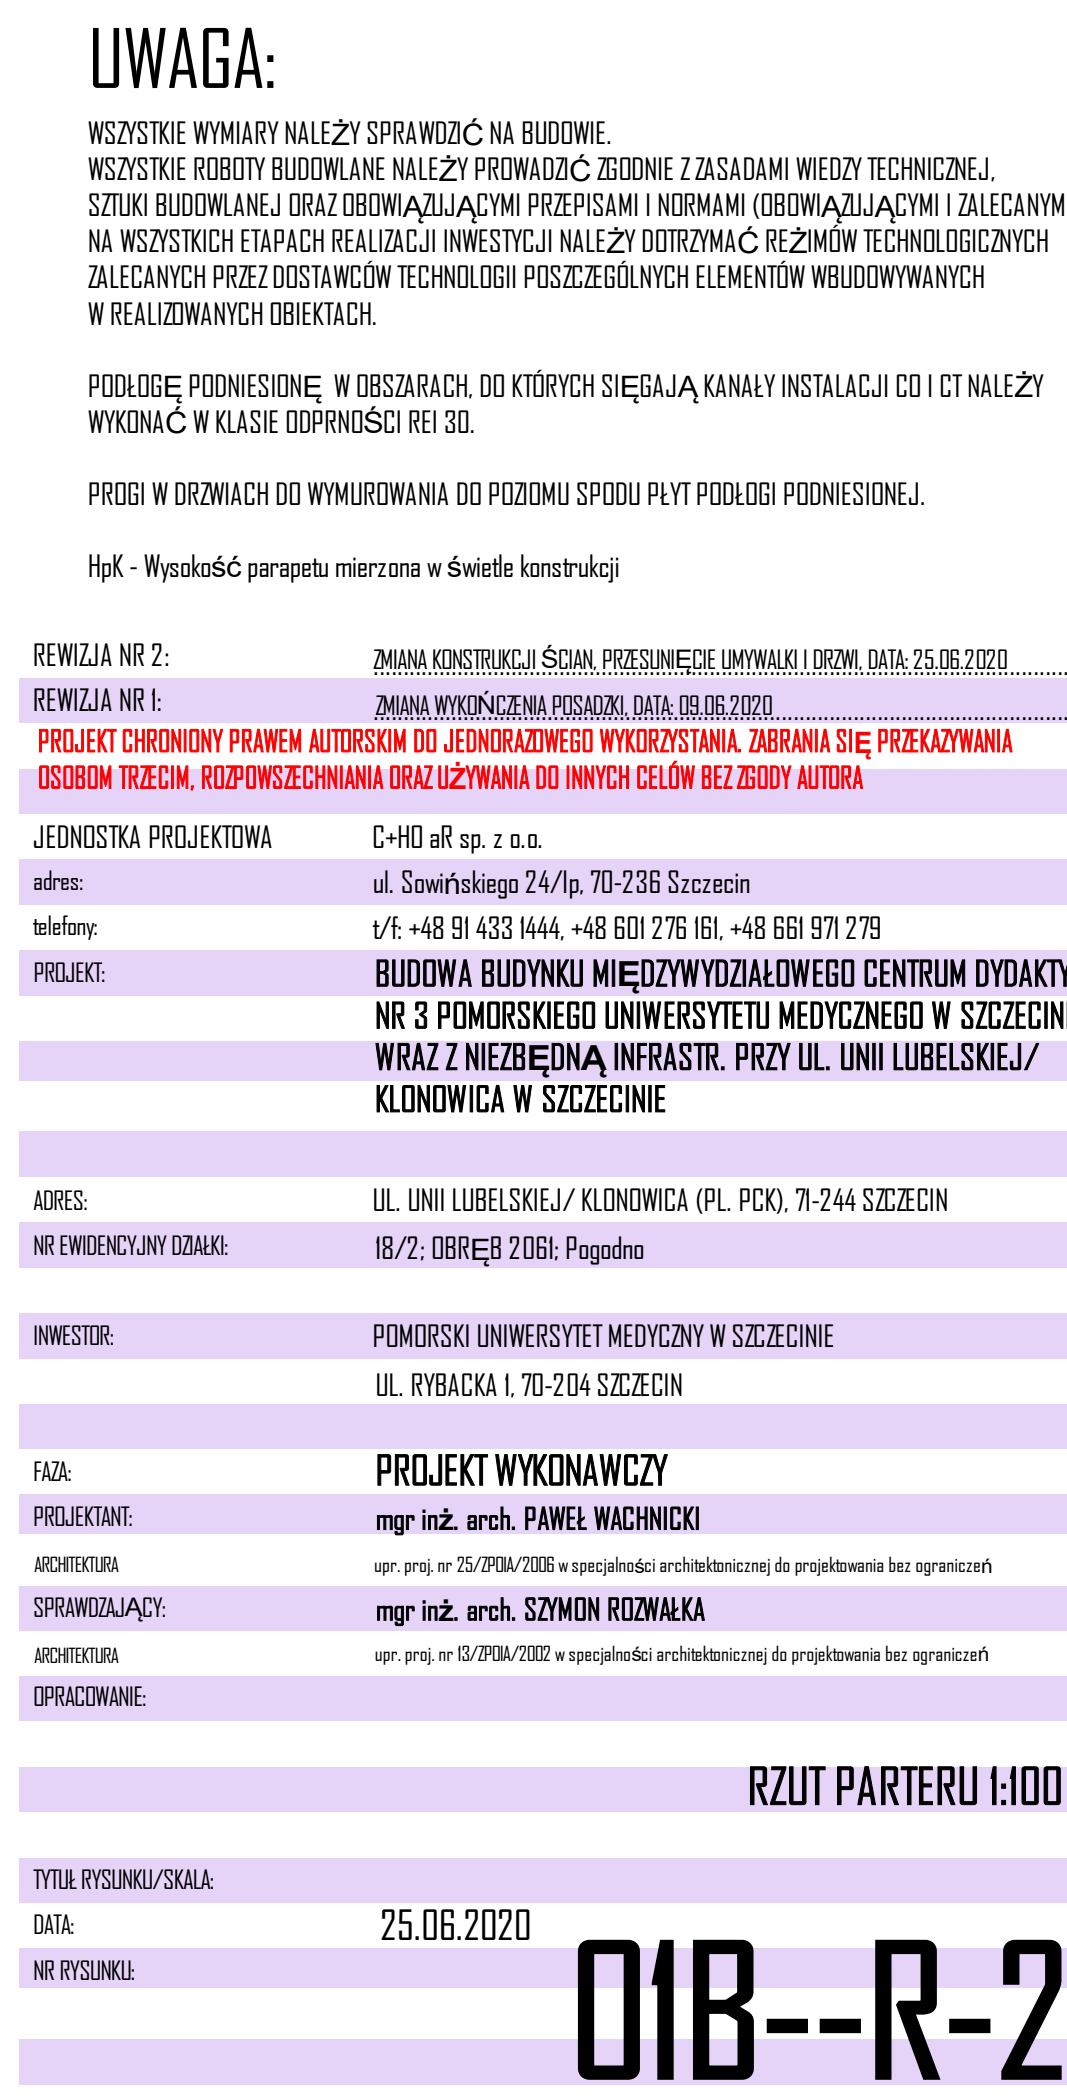 UWAGA:
WSZYSTKIE WYMIARY NALEŻY SPRAWDZIĆ NA BUDOWIE.
WSZYSTKIE ROBOTY BUDOWLANE NALEŻY PROWADZIĆ ZGODNIE Z ZASADAMI WIEDZY TECHNICZNEJ,
SZTUKI BUDOWLANEJ ORAZ OBOWIĄZUJĄCYMI PRZEPISAMI I NORMAMI (OBOWIĄZUJĄCYMI I ZALECANYM
NA WSZYSTKICH ETAPACH REALIZACJI INWESTYCJI NALEŻY DOTRZYMAĆ REŻIMÓW TECHNOLOGICZNYCH
ZALECANYCH PRZEZ DOSTAWCÓW TECHNOLOGII POSZCZEGÓLNYCH ELEMENTÓW WBUDOWYWANYCH
W REALIZOWANYCH OBIEKTACH.
PODŁOGĘ PODNIESIONĘ W OBSZARACH, DO KTÓRYCH SIĘGAJĄ KANAŁY INSTALACJI CO I CT NALEŻY
WYKONAĆ W KLASIE ODPRNOŚCI REI 30.
PROGI W DRZWIACH DO WYMUROWANIA DO POZIOMU SPODU PŁYT PODŁOGI PODNIESIONEJ.
HpK - Wysokość parapetu mierzona w świetle konstrukcji
REWIZJA NR 2: ZMIANA KONSTRUKCJI ŚCIAN, PRZESUNIĘCIE UMYWALKI I DRZWI, DATA: 25.06.2020
REWIZJA NR 1: ZMIANA WYKOŃCZENIA POSADZKI, DATA: 09.06.2020
PROJEKT CHRONIONY PRAWEM AUTORSKIM DO JEDNORAZOWEGO WYKORZYSTANIA. ZABRANIA SIĘ PRZEKAZYWANIA
OSOBOM TRZECIM, ROZPOWSZECHNIANIA ORAZ UŻYWANIA DO INNYCH CELÓW BEZ ZGODY AUTORA
JEDNOSTKA PROJEKTOWA C+HO aR sp. z o.o.
adres: ul. Sowińskiego 24/Ip, 70-236 Szczecin
telefony: t/f: +48 91 433 1444, +48 601 276 161, +48 661 971 279
PROJEKT: BUDOWA BUDYNKU MIĘDZYWYDZIAŁOWEGO CENTRUM DYDAKTY
NR 3 POMORSKIEGO UNIWERSYTETU MEDYCZNEGO W SZCZECINI
WRAZ Z NIEZBĘDNĄ INFRASTR. PRZY UL. UNII LUBELSKIEJ/
KLONOWICA W SZCZECINIE
ADRES: UL. UNII LUBELSKIEJ/ KLONOWICA (PL. PCK), 71-244 SZCZECIN
NR EWIDENCYJNY DZIAŁKI: 18/2; OBRĘB 2061; Pogodno
INWESTOR: POMORSKI UNIWERSYTET MEDYCZNY W SZCZECINIE
UL. RYBACKA 1, 70-204 SZCZECIN
FAZA: PROJEKT WYKONAWCZY
PROJEKTANT: mgr inż. arch. PAWEŁ WACHNICKI
ARCHITEKTURA upr. proj. nr 25/ZPOIA/2006 w specjalności architektonicznej do projektowania bez ograniczeń
SPRAWDZAJĄCY: mgr inż. arch. SZYMON ROZWAŁKA
ARCHITEKTURA upr. proj. nr 13/ZPOIA/2002 w specjalności architektonicznej do projektowania bez ograniczeń
OPRACOWANIE:
RZUT PARTERU 1:100
TYTUŁ RYSUNKU/SKALA:
DATA: 25.06.2020
NR RYSUNKU: 01B--R-2